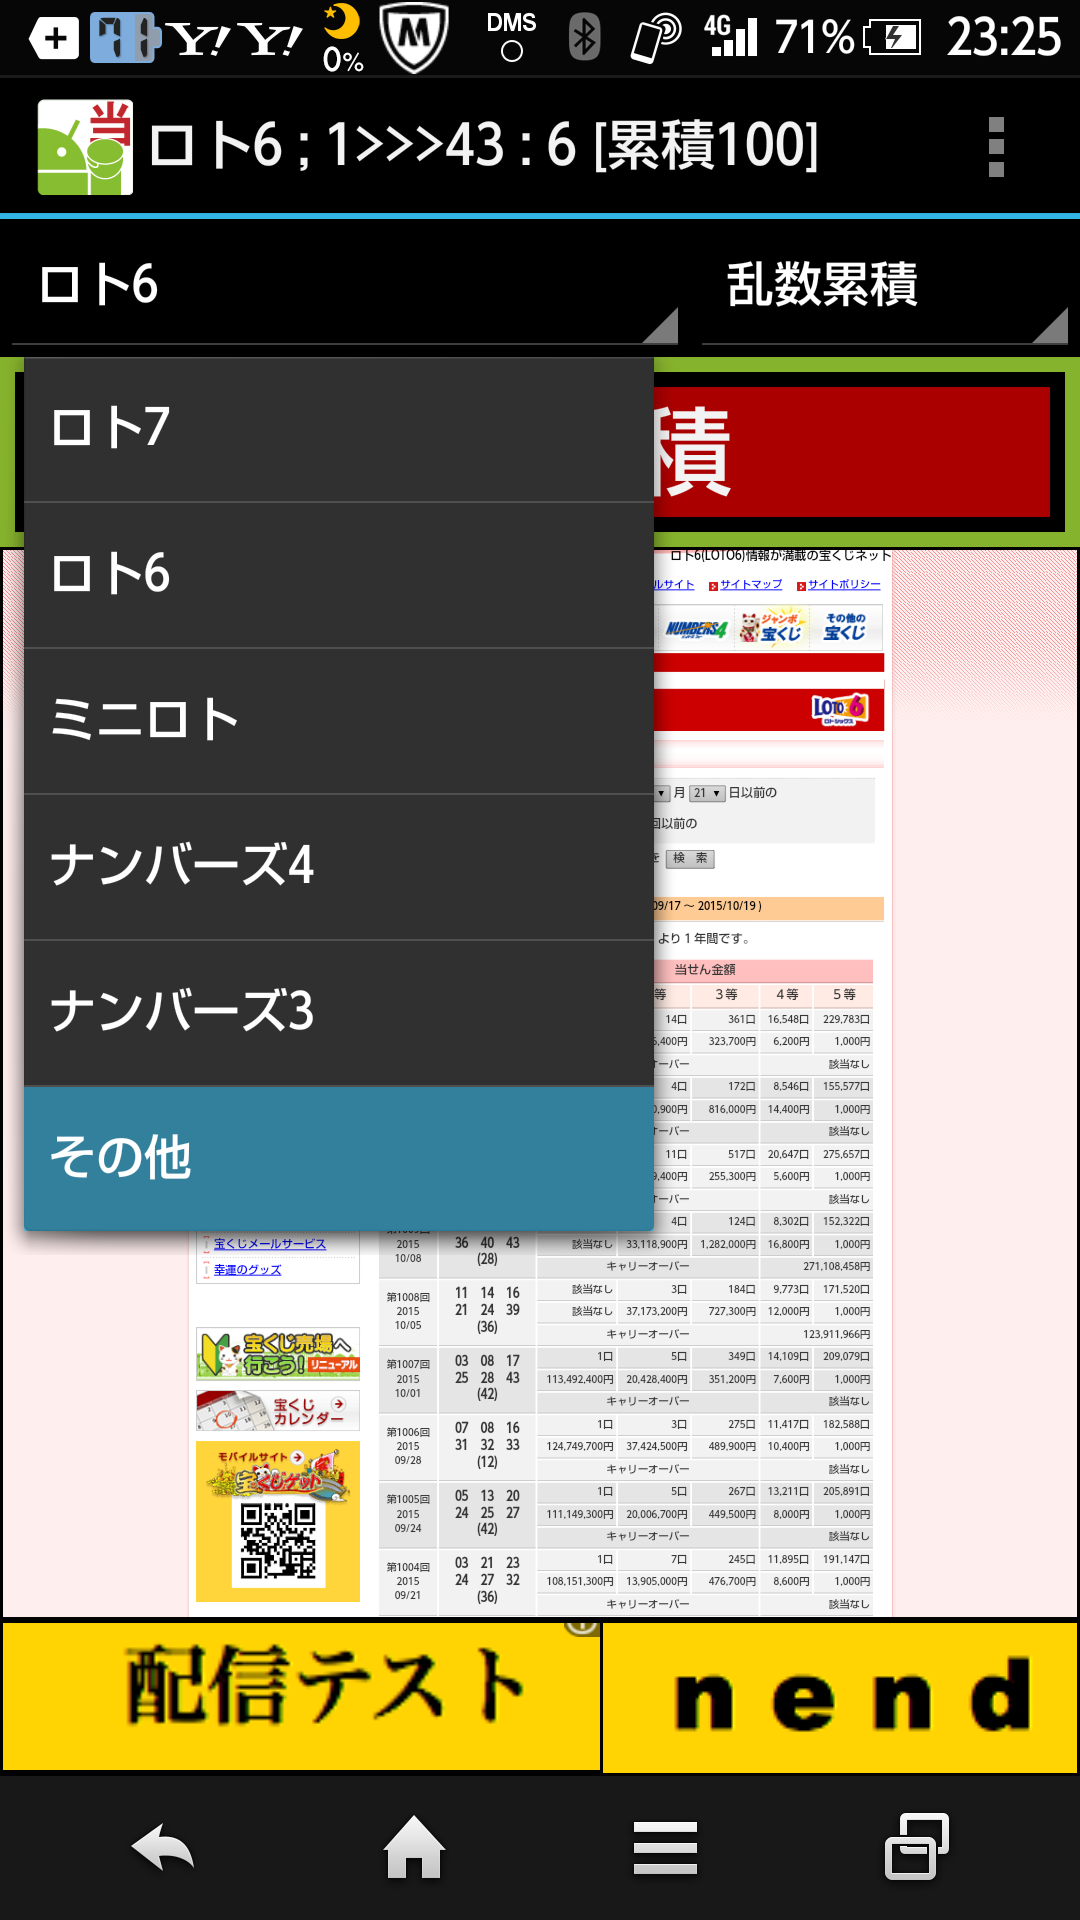 71 Y! Y! 0% M DMS 4G 71% 23:25
当
ロト6 ; 1>>>43 : 6 [累積100]
ロト6
乱数累積
ロト7
ロト6
ミニロト
ナンバーズ4
ナンバーズ3
その他
積
ロト6(LOTO6)情報が満載の宝くじネット
ルサイト サイトマップ サイトポリシー
NUMBERS4 ジャンボ宝くじ その他の宝くじ
LOTO6
ロト・シックス
月 21 日以前の
回以前の
を 検 索
09/17 ～ 2015/10/19 )
より1年間です。
当せん金額
等 3等 4等 5等
14口 361口 16,548口 229,783口
,400円 323,700円 6,200円 1,000円
ーバー 該当なし
4口 172口 8,546口 155,577口
0,900円 816,000円 14,400円 1,000円
ーバー 該当なし
11口 517口 20,647口 275,657口
9,400円 255,300円 5,600円 1,000円
ーバー 該当なし
4口 124口 8,302口 152,322口
2015 10/08 36 40 43 (28) 該当なし 33,118,900円 1,282,000円 16,800円 1,000円
キャリーオーバー 271,108,458円
宝くじメールサービス
幸運のグッズ
第1008回 2015 10/05 11 14 16 21 24 39 (36)
該当なし 3口 184口 9,773口 171,520口
該当なし 37,173,200円 727,300円 12,000円 1,000円
キャリーオーバー 123,911,966円
第1007回 2015 10/01 03 08 17 25 28 43 (42)
1口 5口 349口 14,109口 209,079口
113,492,400円 20,428,400円 351,200円 7,600円 1,000円
キャリーオーバー 該当なし
第1006回 2015 09/28 07 08 16 31 32 33 (12)
1口 3口 275口 11,417口 182,588口
124,749,700円 37,424,500円 489,900円 10,400円 1,000円
キャリーオーバー 該当なし
第1005回 2015 09/24 05 13 20 24 25 27 (42)
1口 5口 267口 13,211口 205,891口
111,149,300円 20,006,700円 449,500円 8,000円 1,000円
キャリーオーバー 該当なし
第1004回 2015 09/21 03 21 23 24 27 32 (36)
1口 7口 245口 11,895口 191,147口
108,151,300円 13,905,000円 476,700円 8,600円 1,000円
キャリーオーバー 該当なし
宝くじ売場へ
行こう! リニューアル
宝くじ
カレンダー
モバイルサイト
宝くじゲット
配信テスト
nend